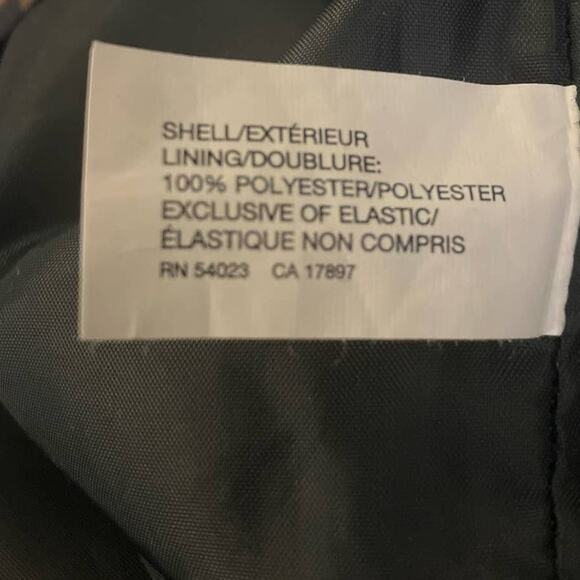 SHELL/EXTÉRIEUR
LINING/DOUBLURE:
100% POLYESTER/POLYESTER
EXCLUSIVE OF ELASTIC/
ÉLASTIQUE NON COMPRIS
RN 54023 CA 17897